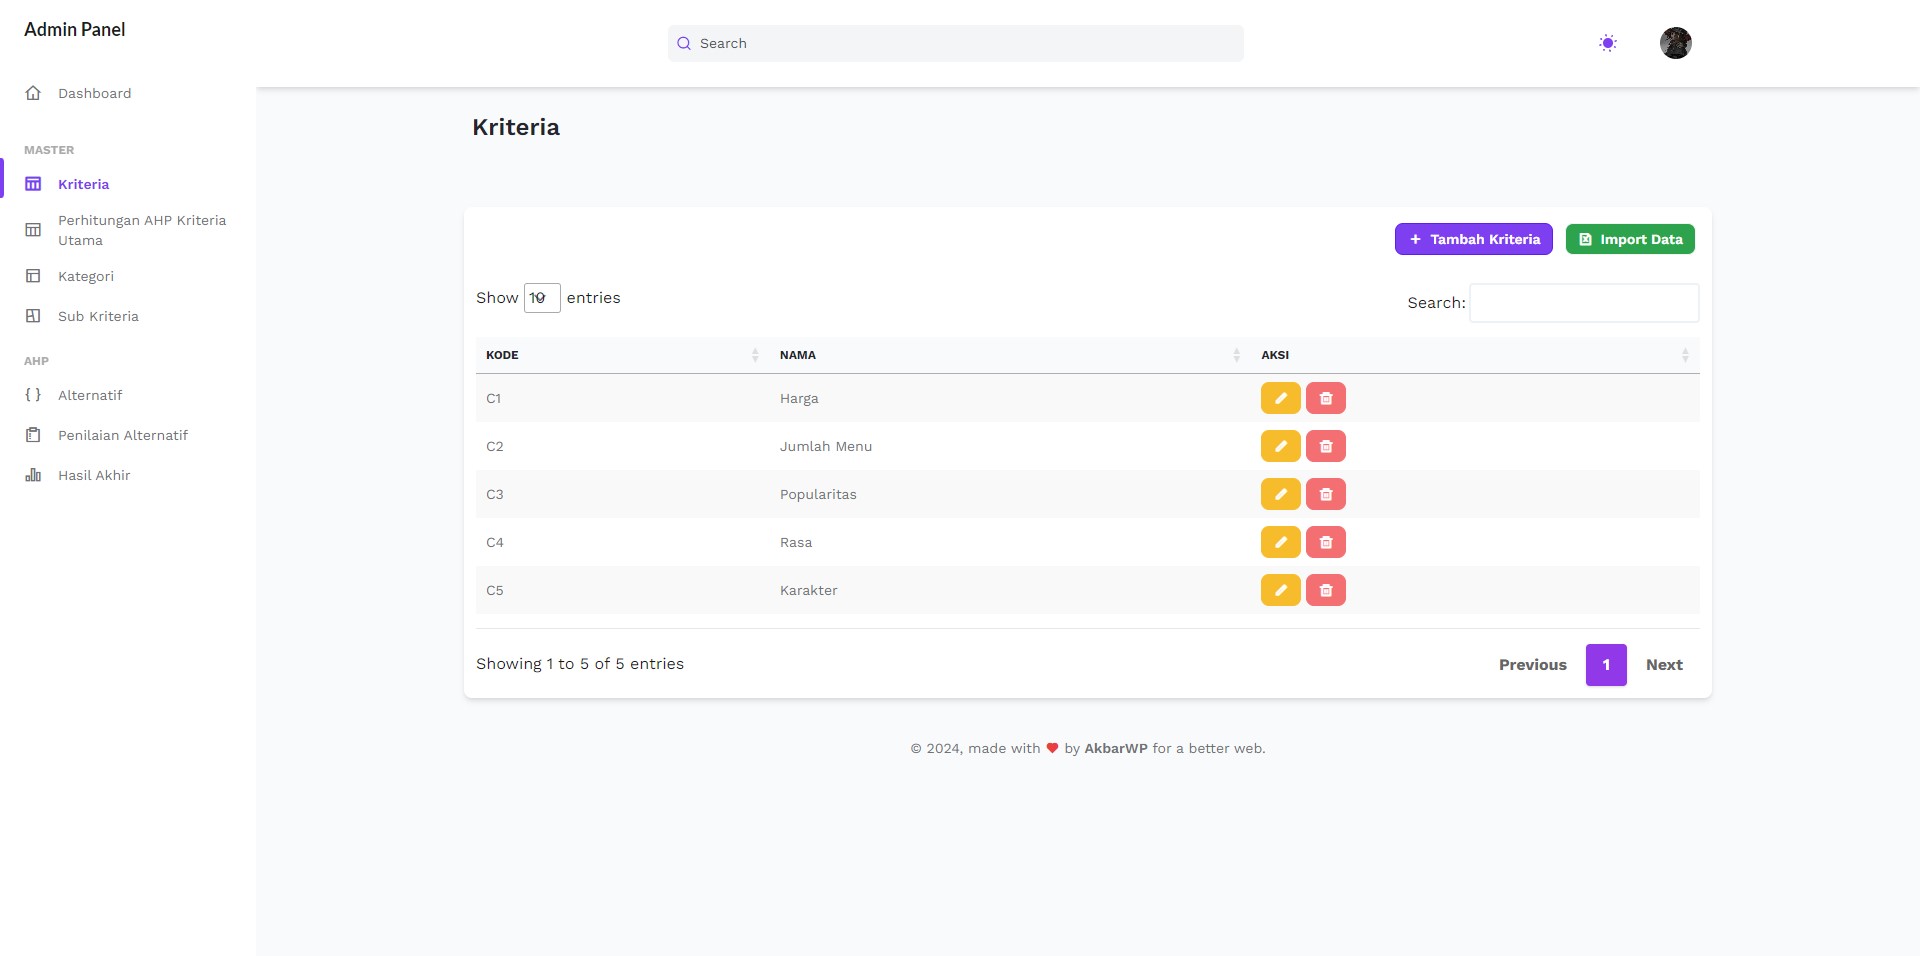 Admin Panel
Search
Dashboard
MASTER
Kriteria
Perhitungan AHP Kriteria
Utama
Kategori
Sub Kriteria
AHP
Alternatif
Penilaian Alternatif
Hasil Akhir
Kriteria
+ Tambah Kriteria Import Data
Show 10 entries Search:
KODE NAMA AKSI
C1 Harga
C2 Jumlah Menu
C3 Popularitas
C4 Rasa
C5 Karakter
Showing 1 to 5 of 5 entries Previous 1 Next
© 2024, made with ❤ by AkbarWP for a better web.